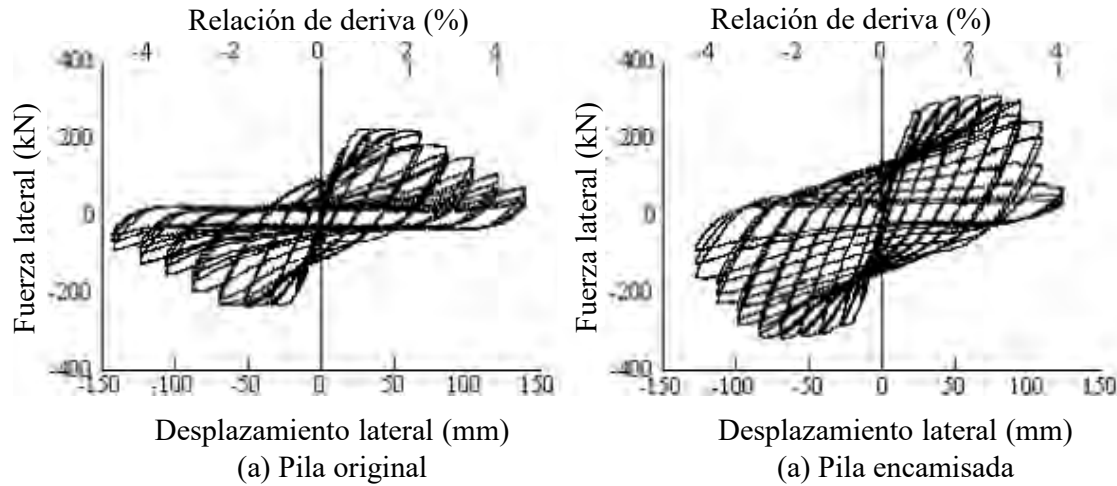 Relación de deriva (%)
-4 -2 0 2 4
400
200
0
-200
-400
-150 -100 -50 0 50 100 150
Fuerza lateral (kN)
Desplazamiento lateral (mm)
(a) Pila original
Relación de deriva (%)
-4 -2 0 2 4
400
200
0
-200
-400
-150 -100 -50 0 50 100 150
Fuerza lateral (kN)
Desplazamiento lateral (mm)
(a) Pila encamisada